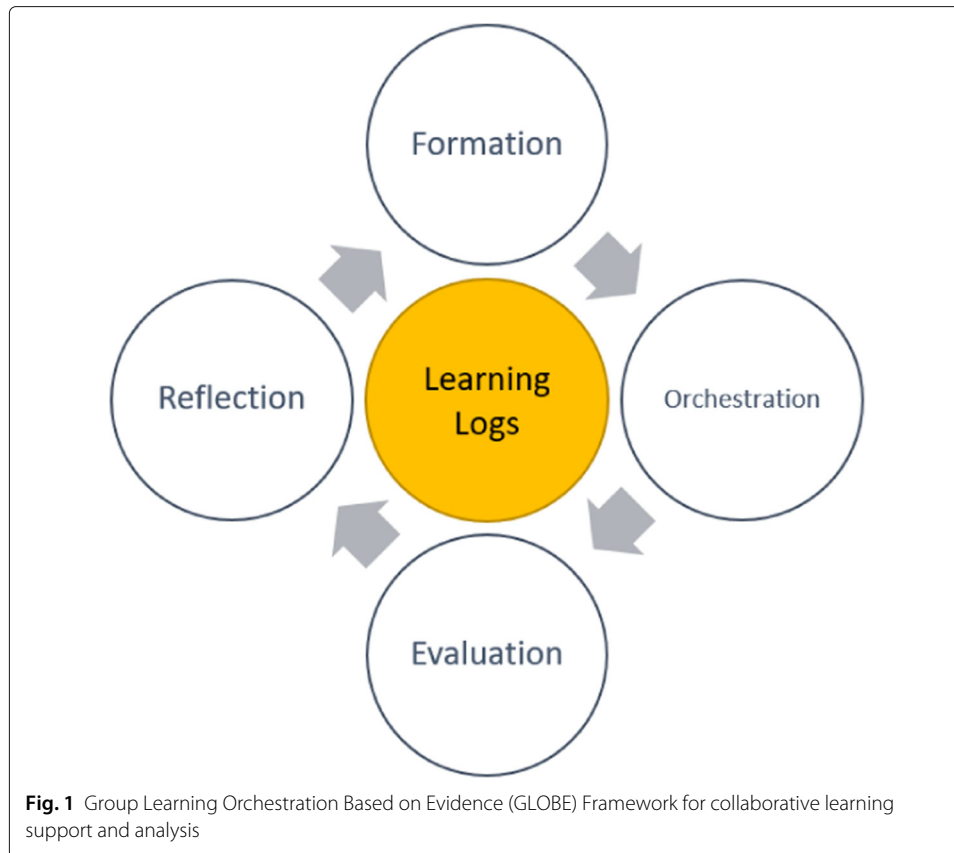 Formation
Reflection
Learning
Logs
Orchestration
Evaluation
Fig. 1 Group Learning Orchestration Based on Evidence (GLOBE) Framework for collaborative learning
support and analysis